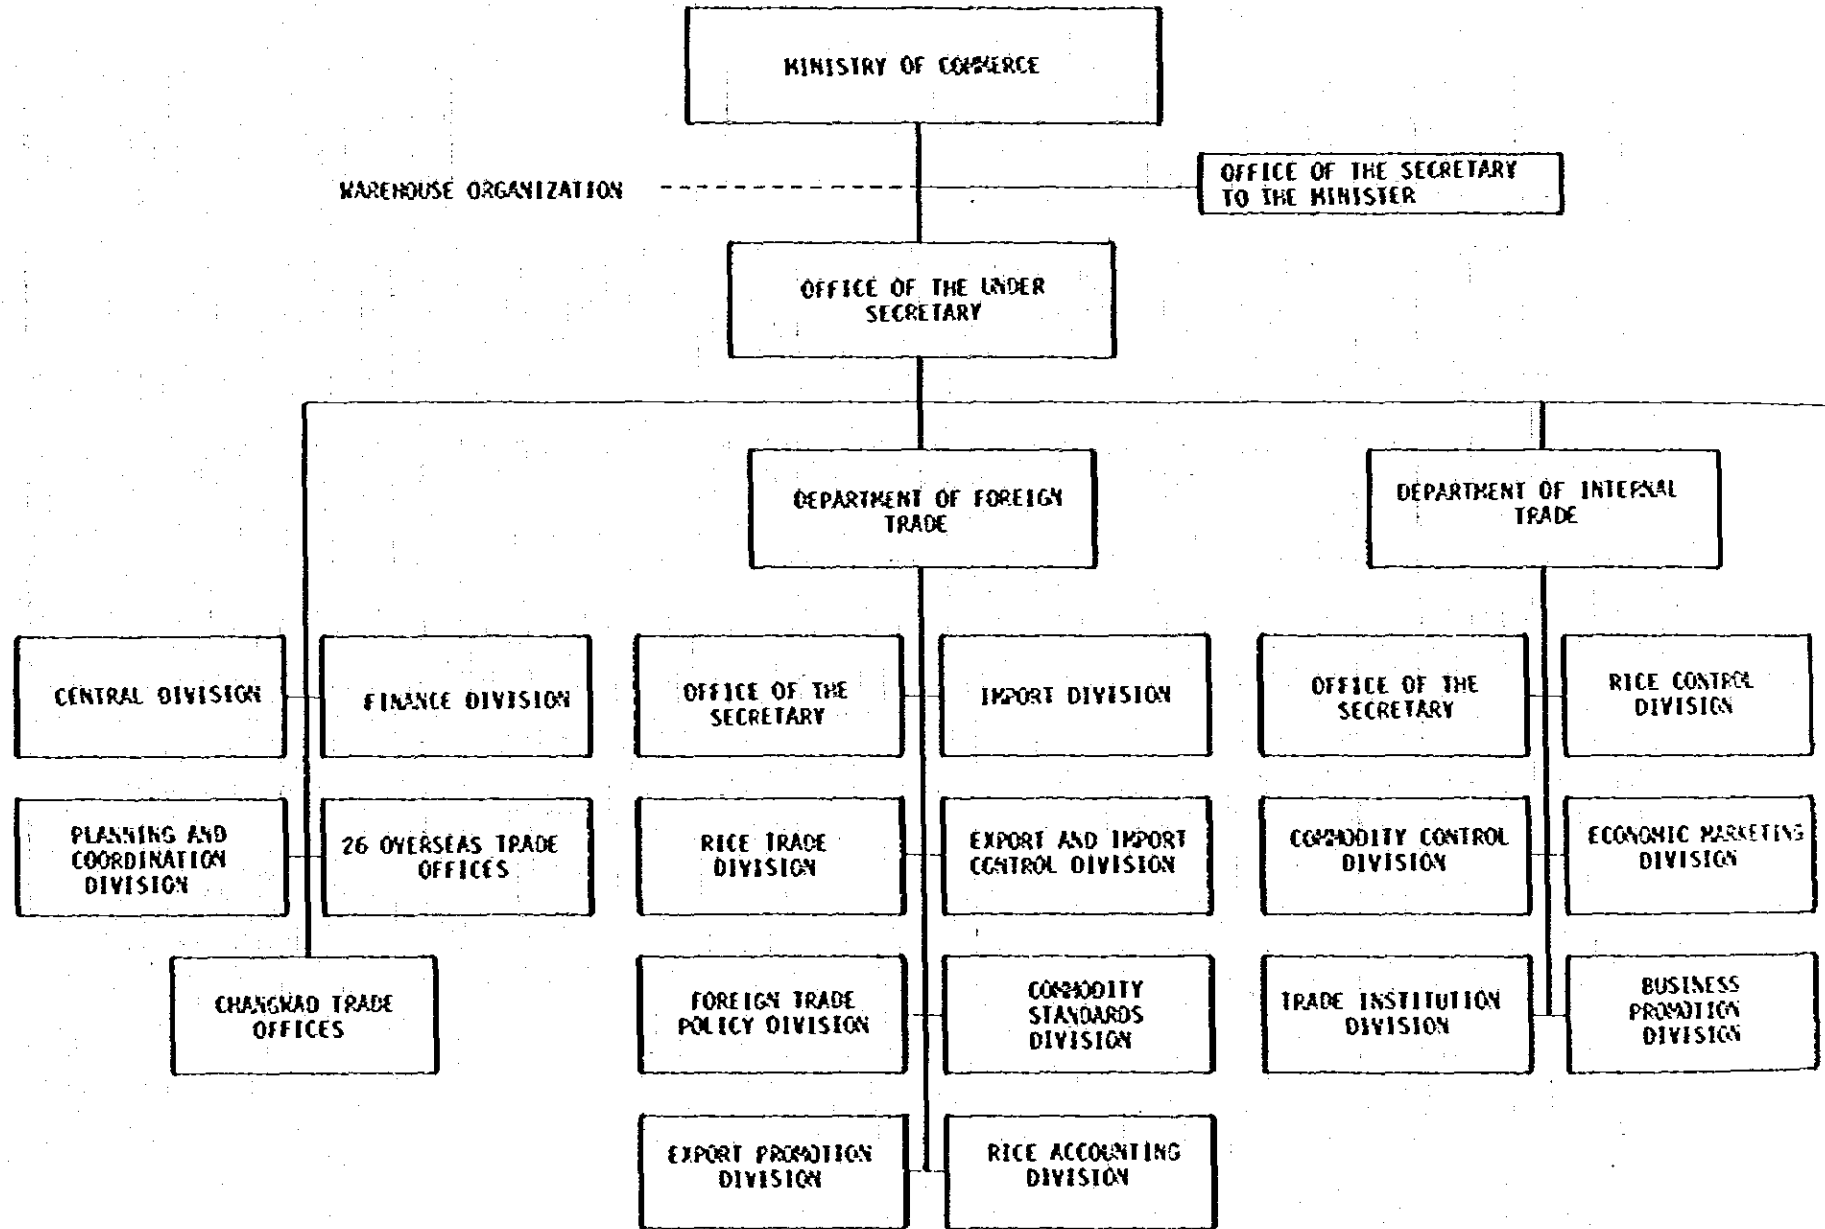 MINISTRY OF COMMERCE
WAREHOUSE ORGANIZATION
OFFICE OF THE SECRETARY
TO THE MINISTER
OFFICE OF THE UNDER
SECRETARY
DEPARTMENT OF FOREIGN
TRADE
DEPARTMENT OF INTERNAL
TRADE
CENTRAL DIVISION
FINANCE DIVISION
OFFICE OF THE
SECRETARY
IMPORT DIVISION
OFFICE OF THE
SECRETARY
RICE CONTROL
DIVISION
PLANNING AND
COORDINATION
DIVISION
26 OVERSEAS TRADE
OFFICES
RICE TRADE
DIVISION
EXPORT AND IMPORT
CONTROL DIVISION
COMMODITY CONTROL
DIVISION
ECONOMIC MARKETING
DIVISION
CHANGWAD TRADE
OFFICES
FOREIGN TRADE
POLICY DIVISION
COMMODITY
STANDARDS
DIVISION
TRADE INSTITUTION
DIVISION
BUSINESS
PROMOTION
DIVISION
EXPORT PROMOTION
DIVISION
RICE ACCOUNTING
DIVISION